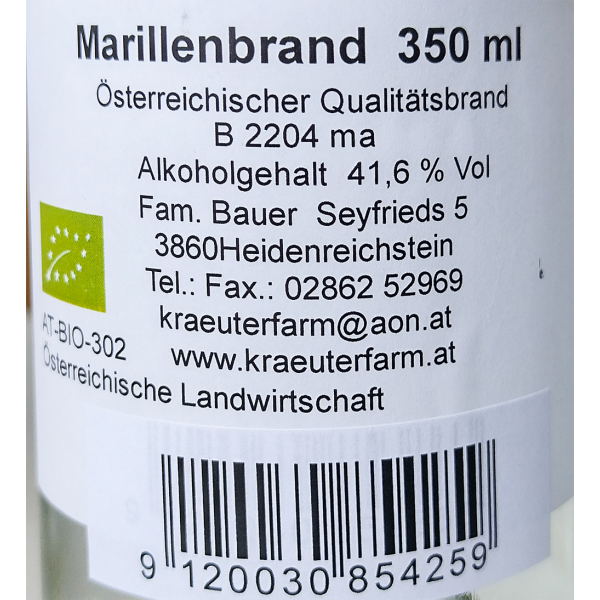 Marillenbrand 350 ml
Österreichischer Qualitätsbrand
B 2204 ma
Alkoholgehalt 41,6 % Vol
Fam. Bauer Seyfrieds 5
3860Heidenreichstein
Tel.: Fax.: 02862 52969
kraeuterfarm@aon.at
www.kraeuterfarm.at
AT-BIO-302
Österreichische Landwirtschaft
9 120030 854259